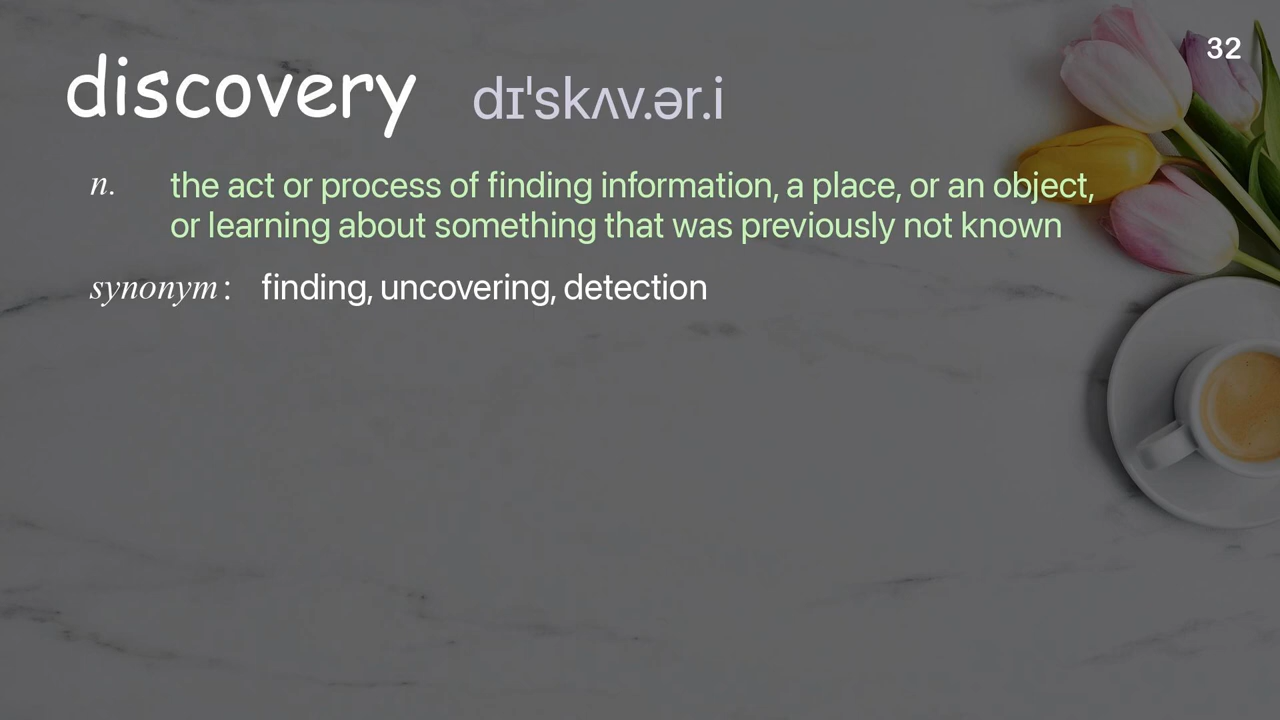 32
discovery dɪˈskʌv.ər.i
n. the act or process of finding information, a place, or an object,
or learning about something that was previously not known
synonym: finding, uncovering, detection